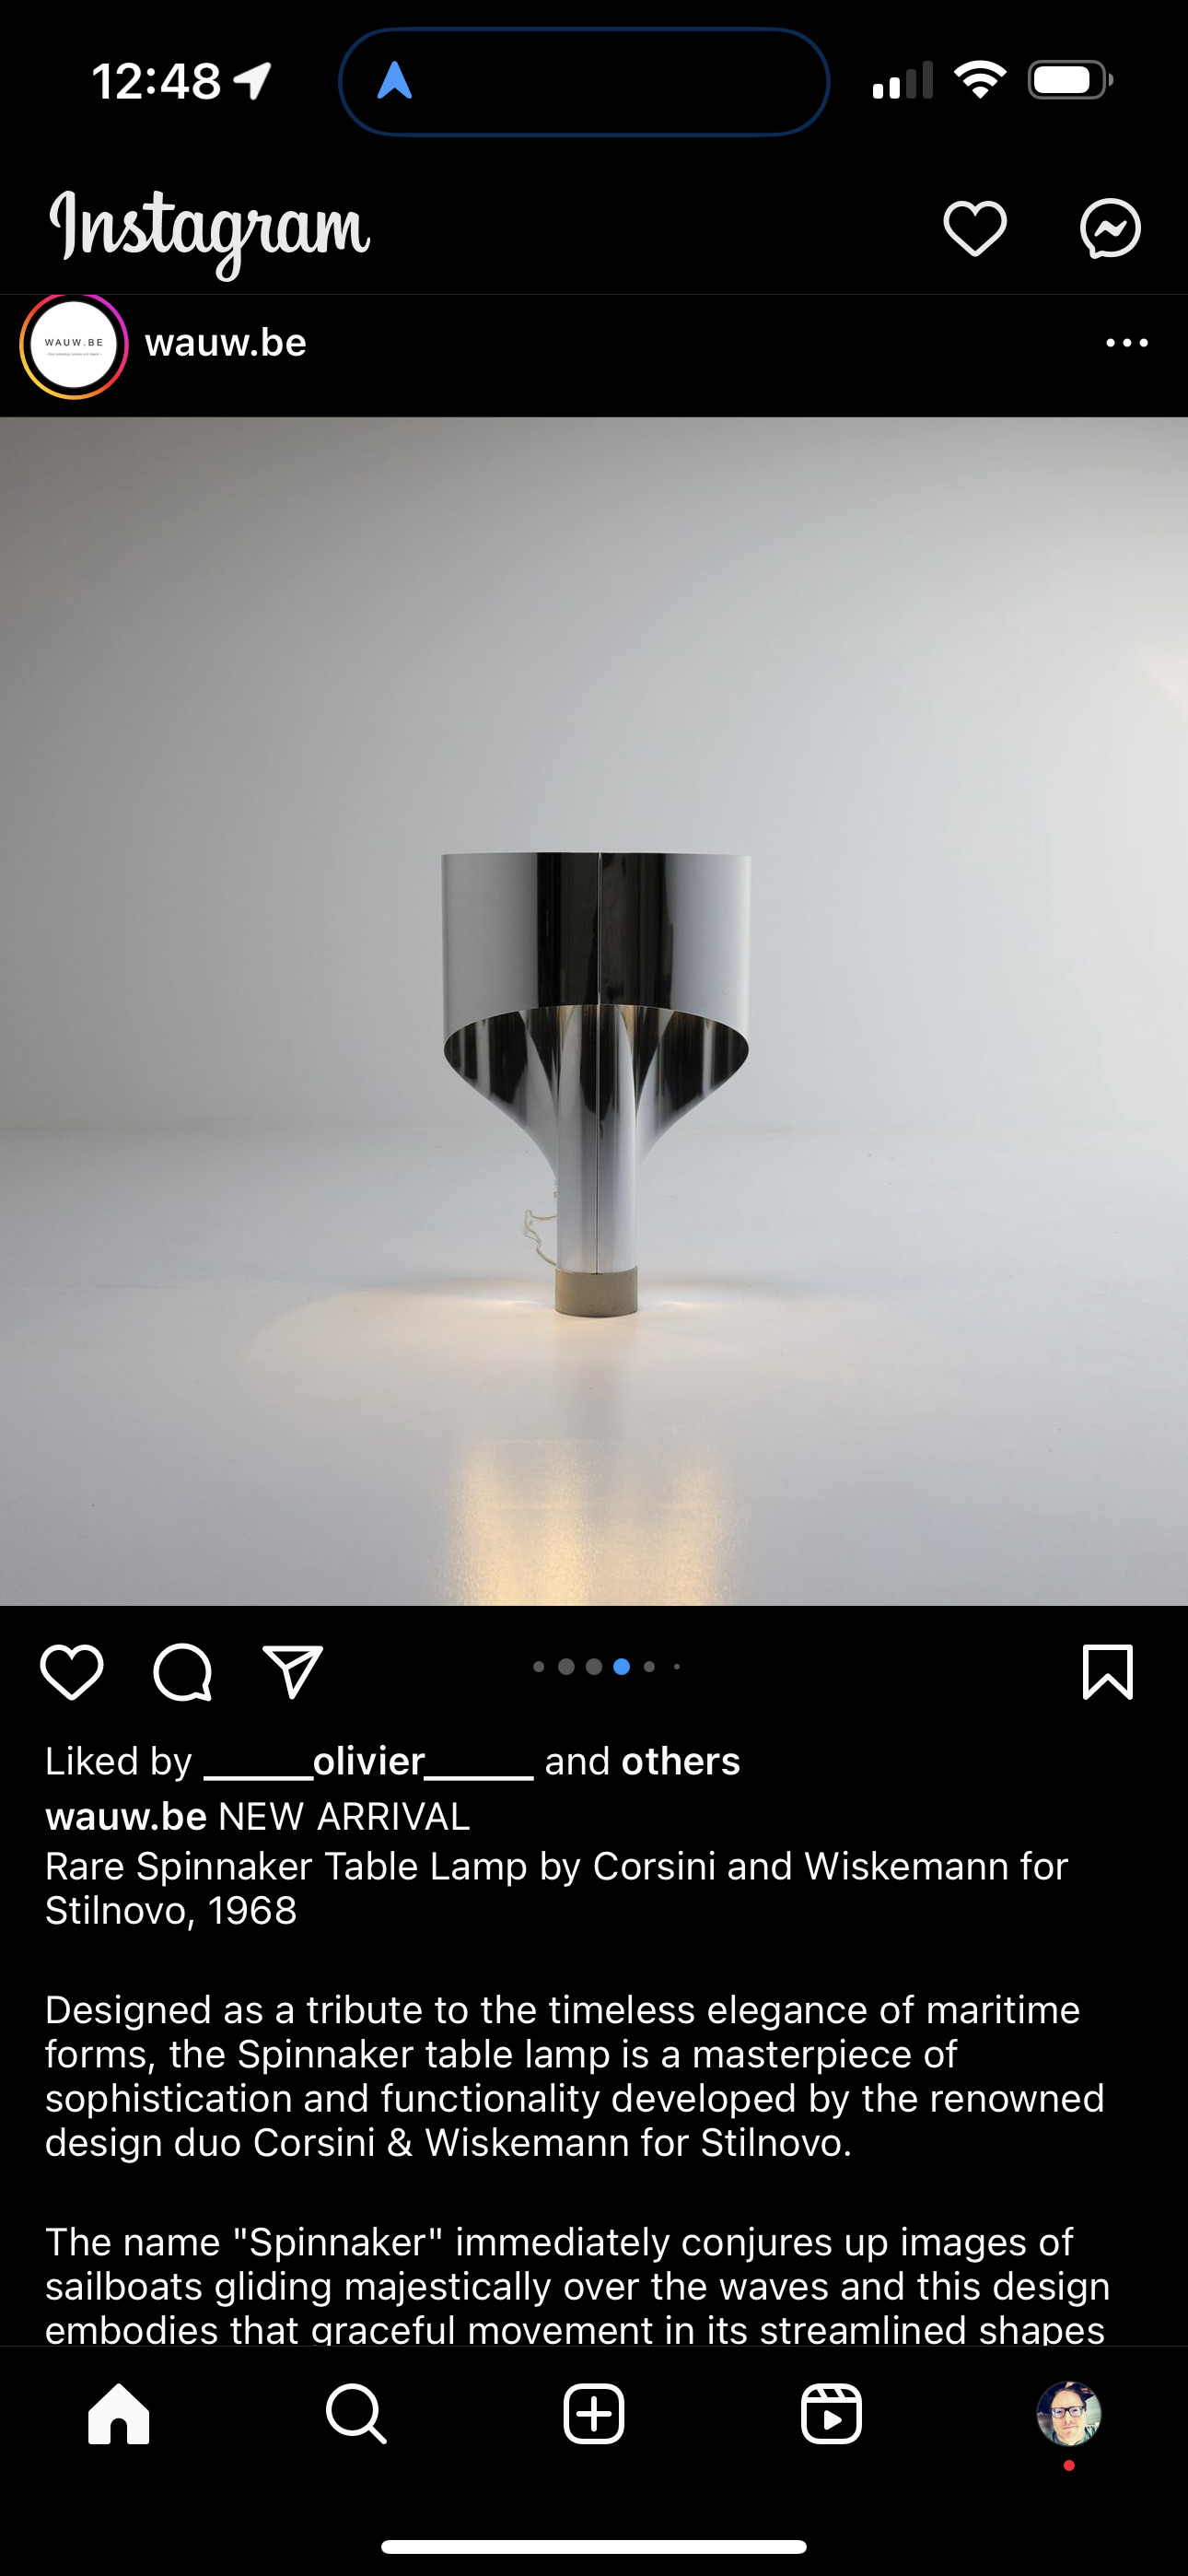 12:48
Instagram
WAUW.BE
wauw.be
Liked by ______olivier______ and others
wauw.be NEW ARRIVAL
Rare Spinnaker Table Lamp by Corsini and Wiskemann for
Stilnovo, 1968
Designed as a tribute to the timeless elegance of maritime
forms, the Spinnaker table lamp is a masterpiece of
sophistication and functionality developed by the renowned
design duo Corsini & Wiskemann for Stilnovo.
The name "Spinnaker" immediately conjures up images of
sailboats gliding majestically over the waves and this design
embodies that graceful movement in its streamlined shapes